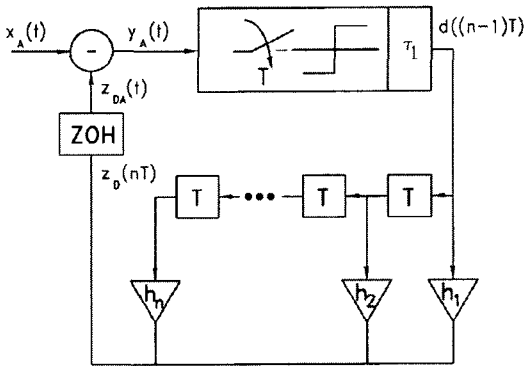 x_A(t)
-
y_A(t)
T
τ_1
d((n-1)T)
z_DA(t)
ZOH
z_D(nT)
T
•••
T
T
h_n
h_2
h_1